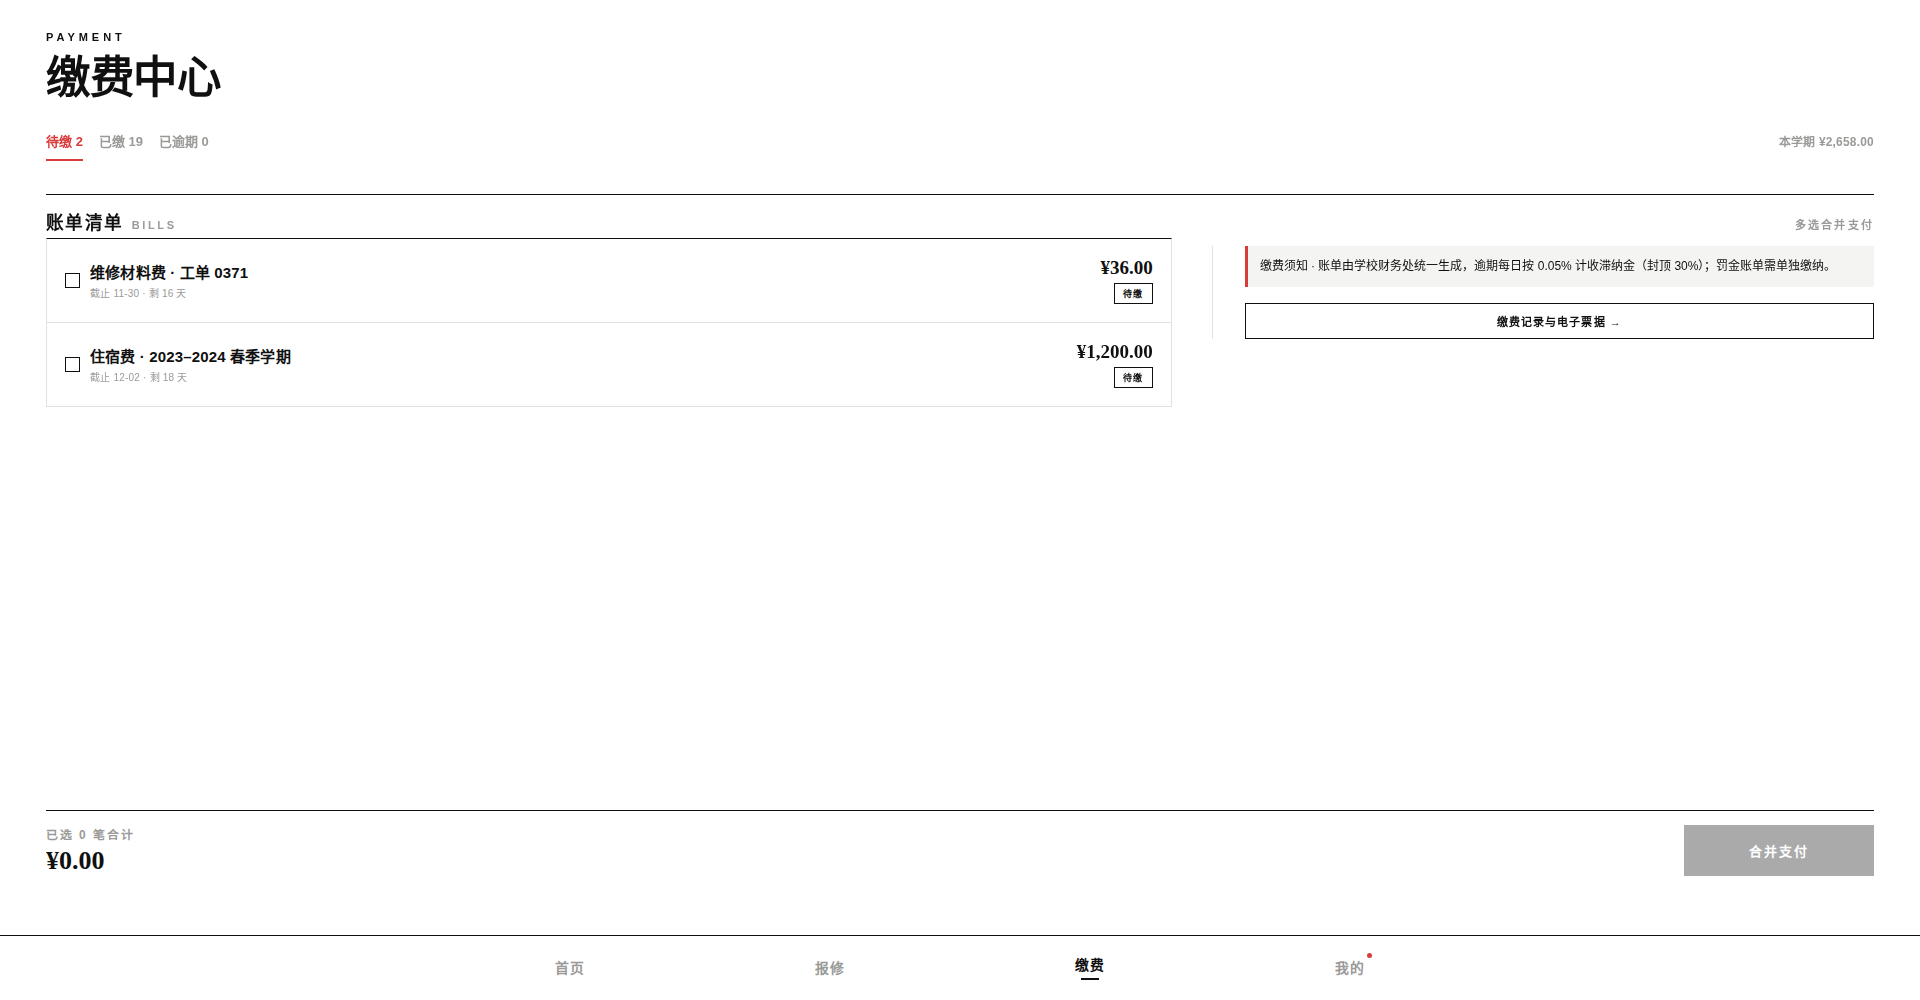 PAYMENT
缴费中心
待缴 2 已缴 19 已逾期 0 本学期 ¥2,658.00
账单清单 BILLS 多选合并支付
维修材料费 · 工单 0371 ¥36.00
截止 11-30 · 剩 16 天 待缴
住宿费 · 2023–2024 春季学期 ¥1,200.00
截止 12-02 · 剩 18 天 待缴
缴费须知 · 账单由学校财务处统一生成，逾期每日按 0.05% 计收滞纳金（封顶 30%）；罚金账单需单独缴纳。
缴费记录与电子票据 →
已选 0 笔合计
¥0.00
合并支付
首页 报修 缴费 我的